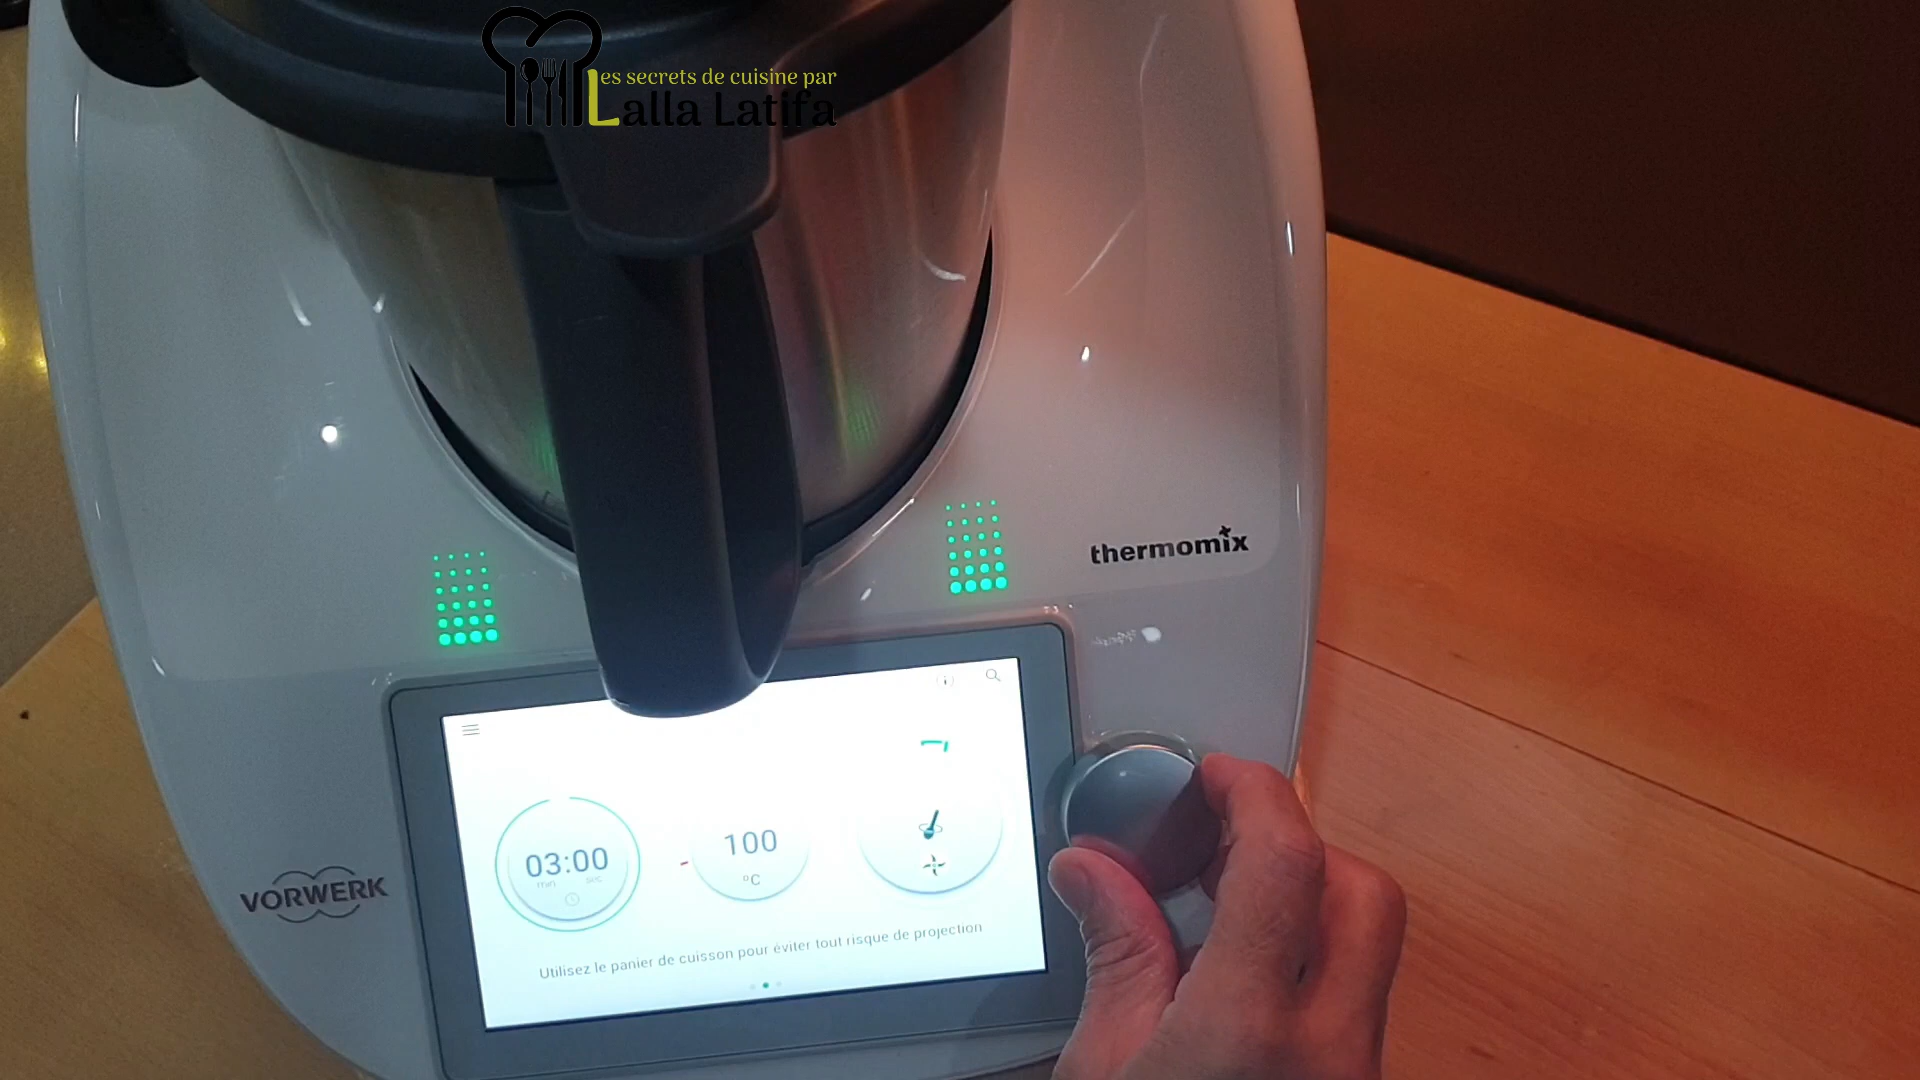 Les secrets de cuisine par
Lalla Latifa
thermomix
03:00
min sec
100
°C
VORWERK
Utilisez le panier de cuisson pour éviter tout risque de projection